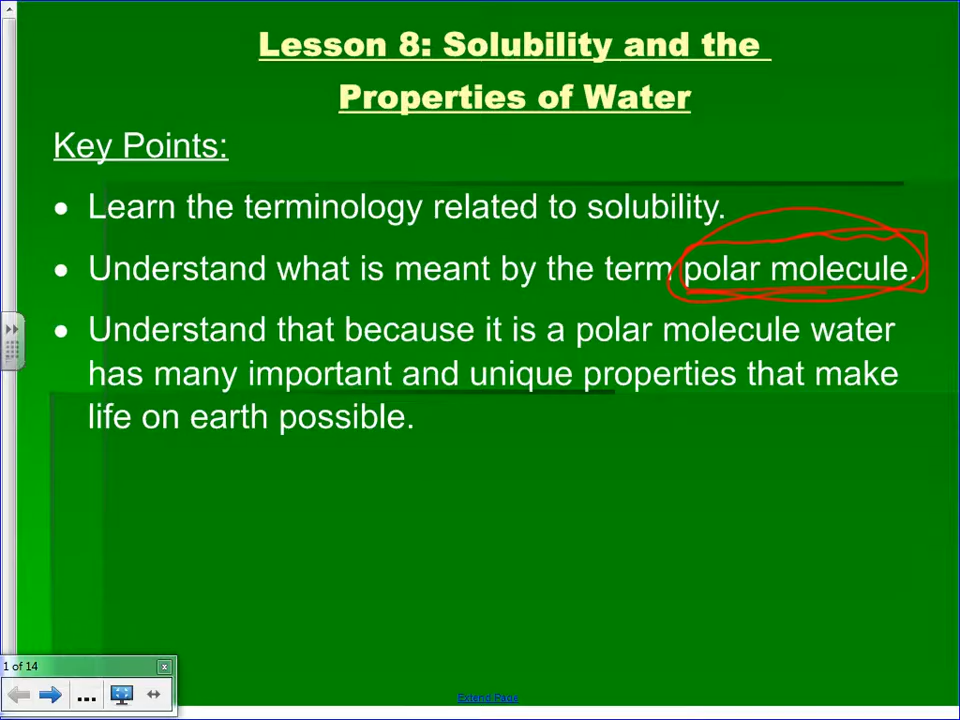 Lesson 8: Solubility and the
Properties of Water
Key Points:
• Learn the terminology related to solubility.
• Understand what is meant by the term polar molecule.
• Understand that because it is a polar molecule water
has many important and unique properties that make
life on earth possible.
1 of 14
x
...
Extend Page